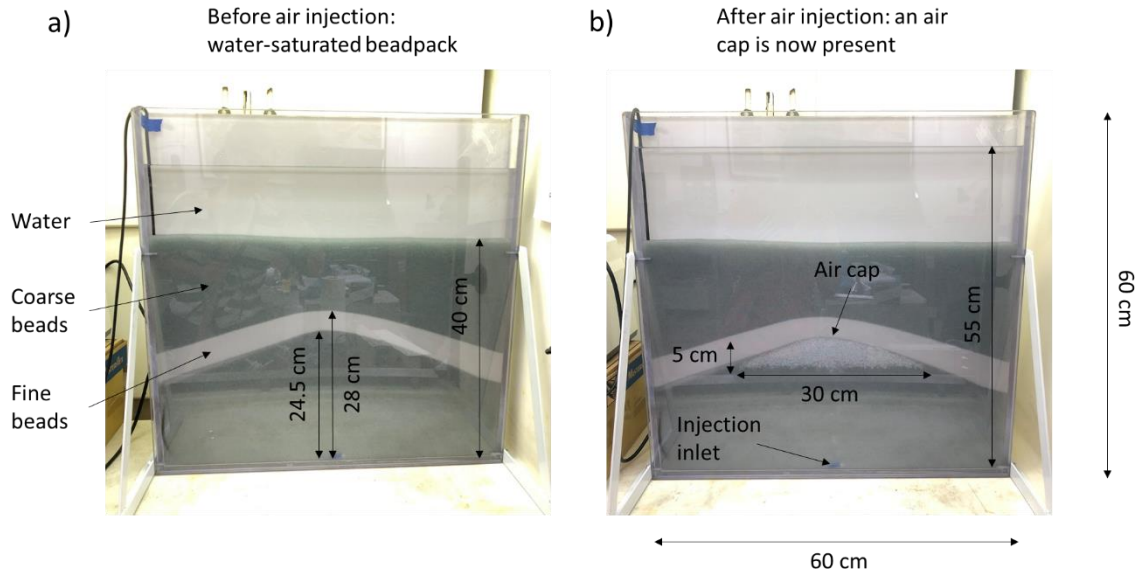 a)
Before air injection:
water-saturated beadpack
b)
After air injection: an air
cap is now present
Water
Coarse
beads
Fine
beads
24.5 cm
28 cm
40 cm
Air cap
5 cm
30 cm
55 cm
Injection
inlet
60 cm
60 cm